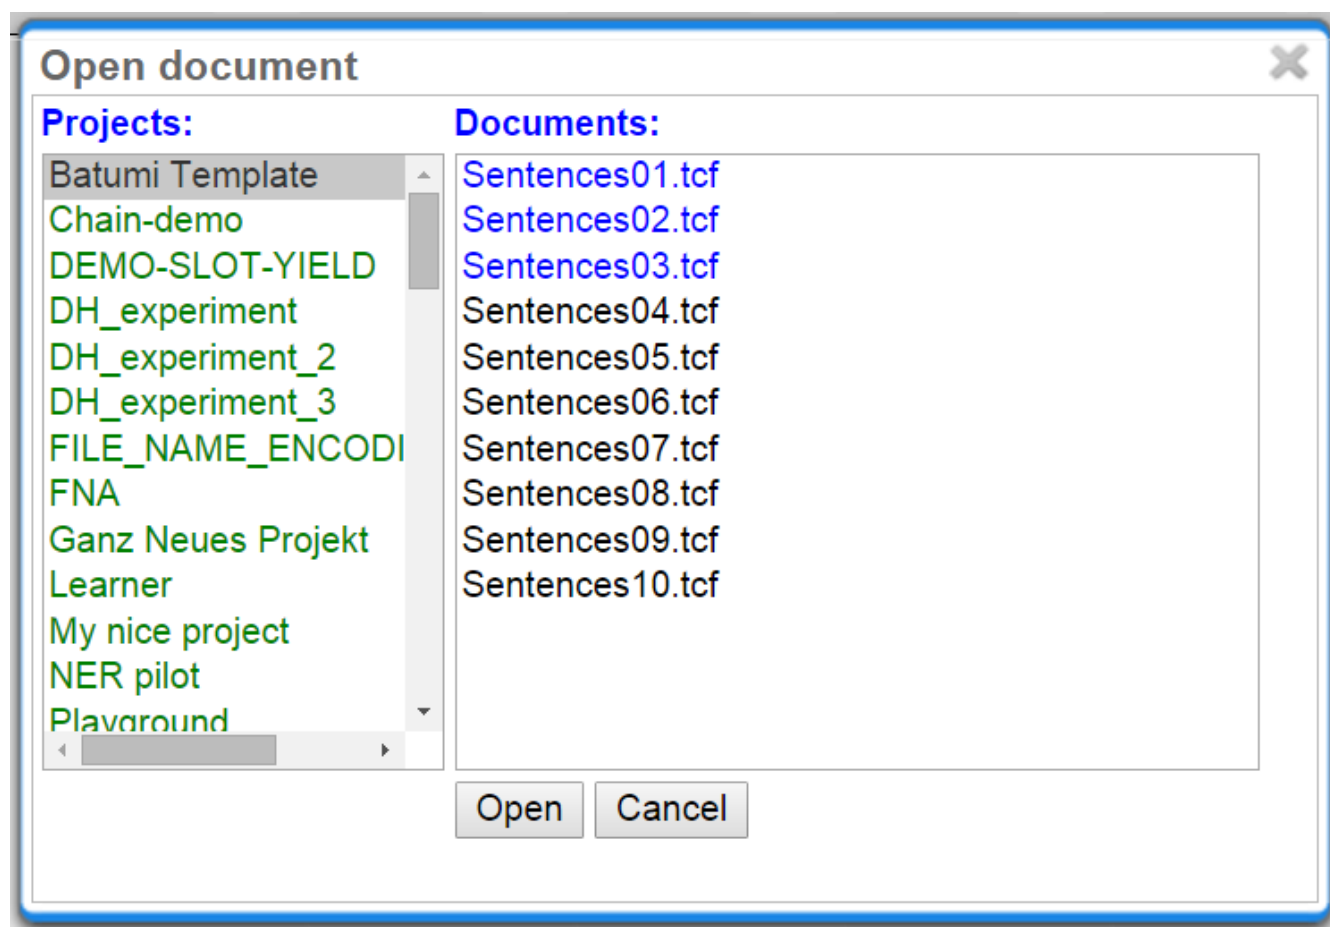 Open document
Projects:
Documents:
Batumi Template
Chain-demo
DEMO-SLOT-YIELD
DH_experiment
DH_experiment_2
DH_experiment_3
FILE_NAME_ENCODI
FNA
Ganz Neues Projekt
Learner
My nice project
NER pilot
Playground
Sentences01.tcf
Sentences02.tcf
Sentences03.tcf
Sentences04.tcf
Sentences05.tcf
Sentences06.tcf
Sentences07.tcf
Sentences08.tcf
Sentences09.tcf
Sentences10.tcf
Open
Cancel